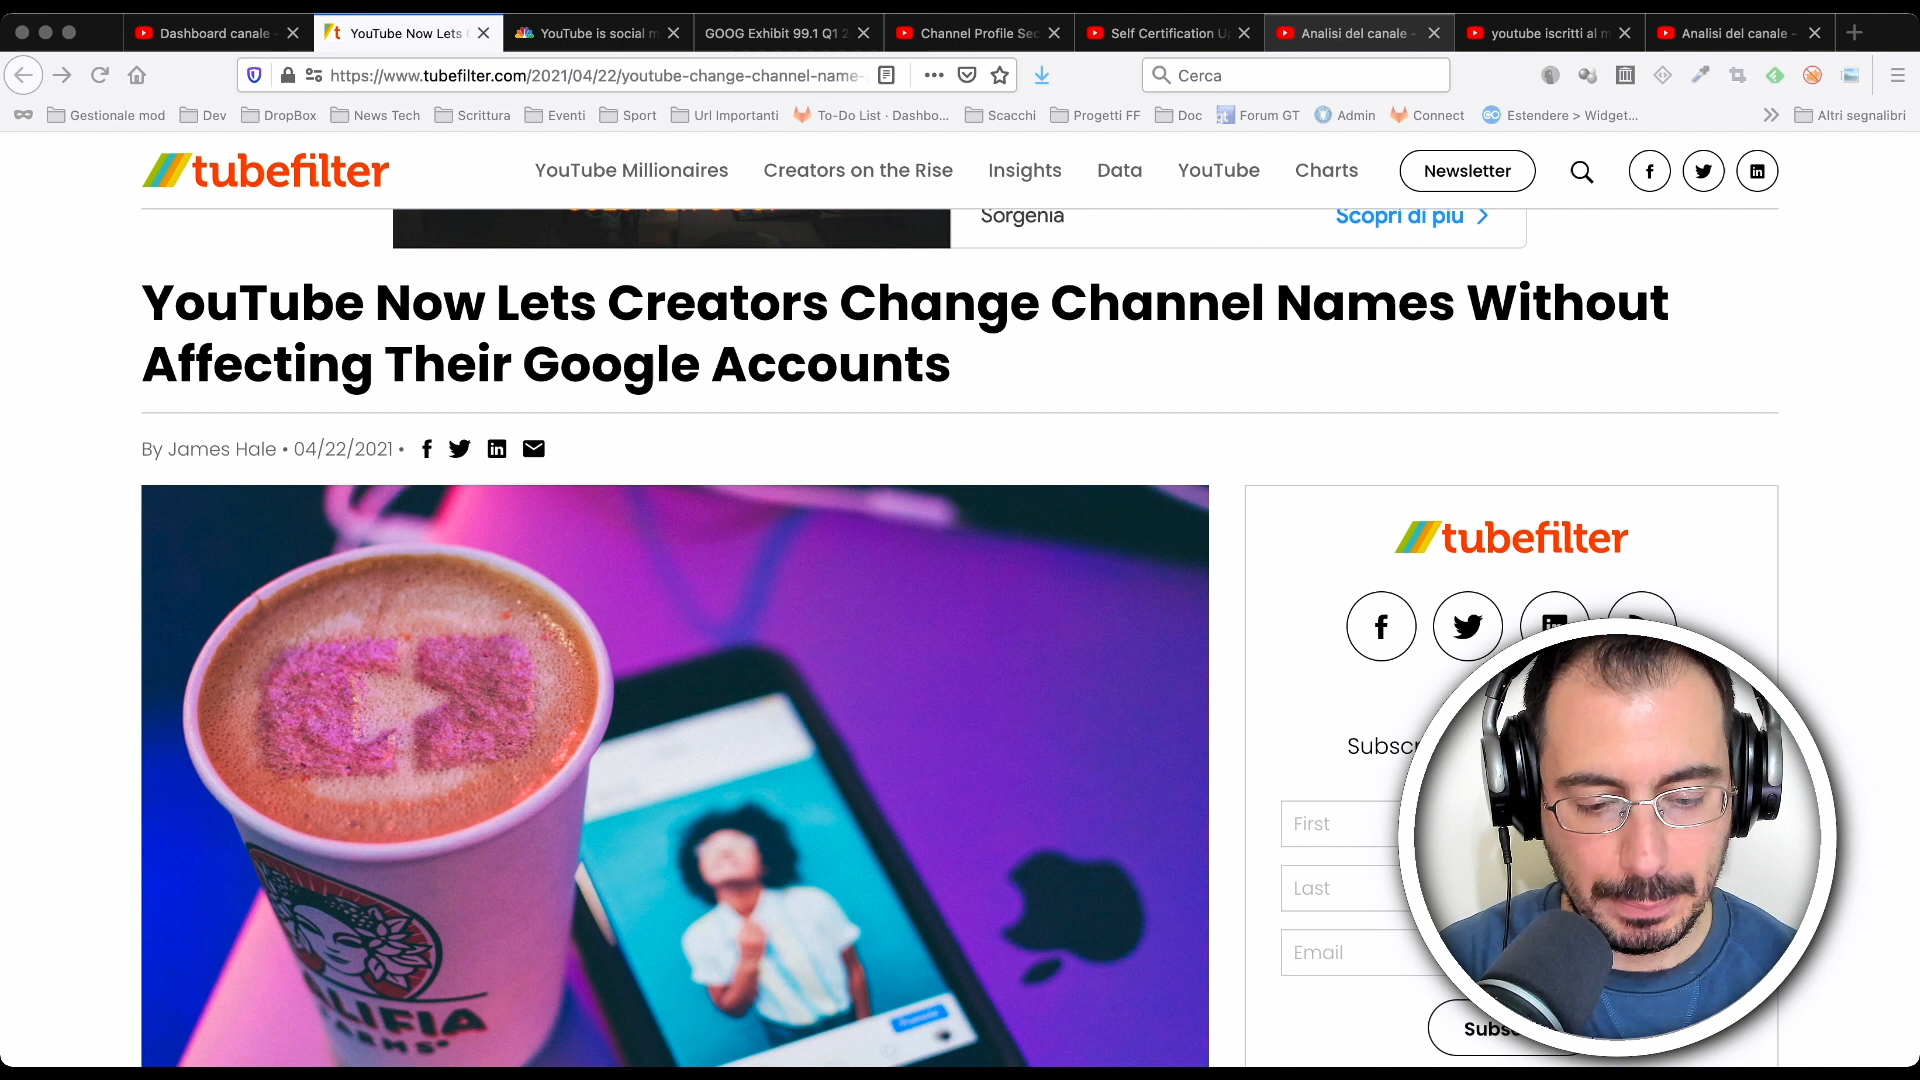 Dashboard canale -
YouTube Now Lets
YouTube is social m
GOOG Exhibit 99.1 Q1 2
Channel Profile Sec
Self Certification U
Analisi del canale -
youtube iscritti al m
Analisi del canale -
https://www.tubefilter.com/2021/04/22/youtube-change-channel-name-
Cerca
Gestionale mod
Dev
DropBox
News Tech
Scrittura
Eventi
Sport
Url Importanti
To-Do List · Dashbo...
Scacchi
Progetti FF
Doc
Forum GT
Admin
Connect
Estendere > Widget...
Altri segnalibri
tubefilter
YouTube Millionaires
Creators on the Rise
Insights
Data
YouTube
Charts
Newsletter
Sorgenia
Scopri di più
YouTube Now Lets Creators Change Channel Names Without
Affecting Their Google Accounts
By James Hale • 04/22/2021 •
tubefilter
Subscr
First
Last
Email
Subs